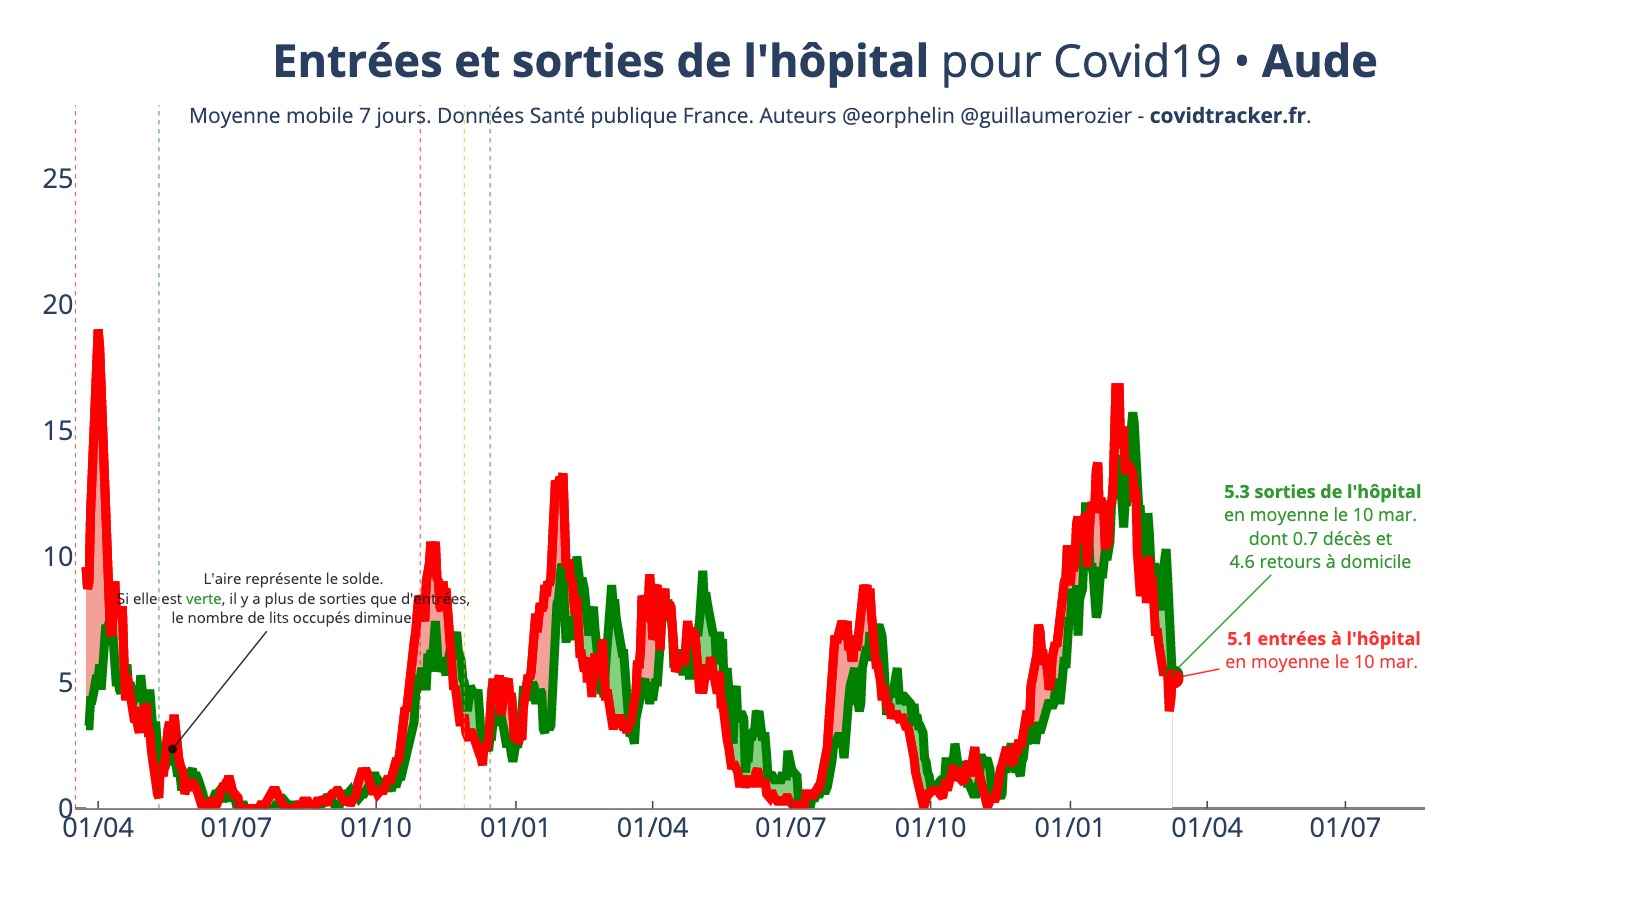 Entrées et sorties de l'hôpital pour Covid19 • Aude
Moyenne mobile 7 jours. Données Santé publique France. Auteurs @eorphelin @guillaumerozier - covidtracker.fr.
25
20
15
10
5
0
L'aire représente le solde.
Si elle est verte, il y a plus de sorties que d'entrées,
le nombre de lits occupés diminue.
5.3 sorties de l'hôpital
en moyenne le 10 mar.
dont 0.7 décès et
4.6 retours à domicile
5.1 entrées à l'hôpital
en moyenne le 10 mar.
01/04 01/07 01/10 01/01 01/04 01/07 01/10 01/01 01/04 01/07